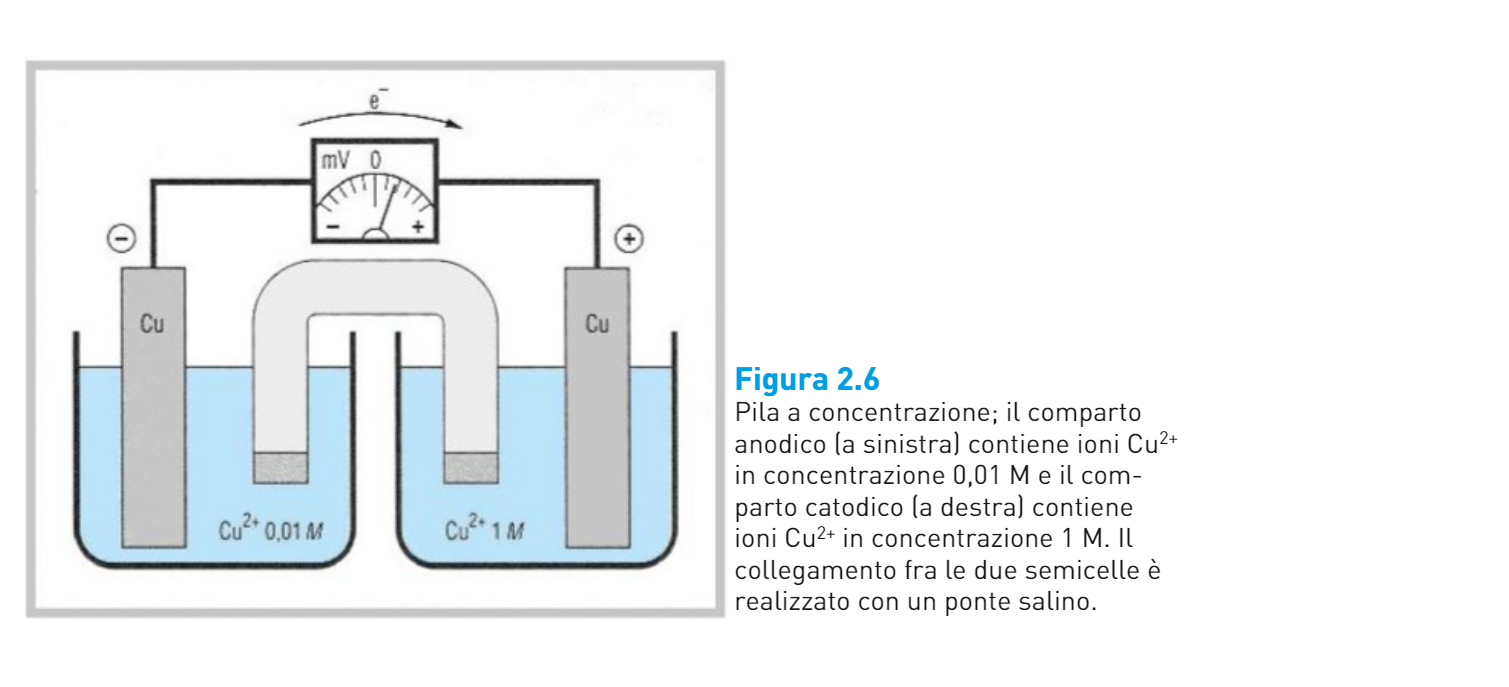 e⁻
mV 0
− +
⊖ ⊕
Cu Cu
Cu²⁺ 0,01 M Cu²⁺ 1 M
Figura 2.6
Pila a concentrazione; il comparto
anodico (a sinistra) contiene ioni Cu²⁺
in concentrazione 0,01 M e il com-
parto catodico (a destra) contiene
ioni Cu²⁺ in concentrazione 1 M. Il
collegamento fra le due semicelle è
realizzato con un ponte salino.